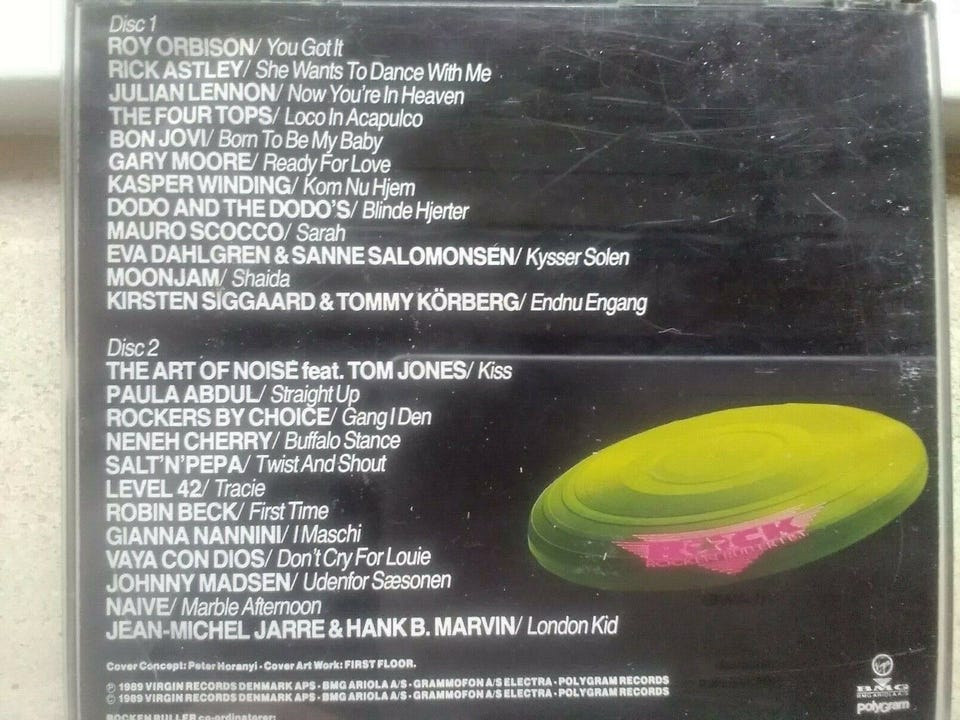 Disc 1
ROY ORBISON/ You Got It
RICK ASTLEY/ She Wants To Dance With Me
JULIAN LENNON/ Now You're In Heaven
THE FOUR TOPS/ Loco In Acapulco
BON JOVI/ Born To Be My Baby
GARY MOORE/ Ready For Love
KASPER WINDING/ Kom Nu Hjem
DODO AND THE DODO'S/ Blinde Hjerter
MAURO SCOCCO/ Sarah
EVA DAHLGREN & SANNE SALOMONSEN/ Kysser Solen
MOONJAM/ Shaida
KIRSTEN SIGGAARD & TOMMY KÖRBERG/ Endnu Engang
Disc 2
THE ART OF NOISE feat. TOM JONES/ Kiss
PAULA ABDUL/ Straight Up
ROCKERS BY CHOICE/ Gang I Den
NENEH CHERRY/ Buffalo Stance
SALT'N'PEPA/ Twist And Shout
LEVEL 42/ Tracie
ROBIN BECK/ First Time
GIANNA NANNINI/ I Maschi
VAYA CON DIOS/ Don't Cry For Louie
JOHNNY MADSEN/ Udenfor Sæsonen
NAIVE/ Marble Afternoon
JEAN-MICHEL JARRE & HANK B. MARVIN/ London Kid
ROCK
Cover Concept: Peter Horanyi · Cover Art Work: FIRST FLOOR.
℗ 1989 VIRGIN RECORDS DENMARK APS · BMG ARIOLA A/S · GRAMMOFON A/S ELECTRA · POLYGRAM RECORDS
© 1989 VIRGIN RECORDS DENMARK APS · BMG ARIOLA A/S · GRAMMOFON A/S ELECTRA · POLYGRAM RECORDS
Virgin
BMG
BMG ARIOLA A/S
polygram
ROCKEN RULLER co-ordinatorer: